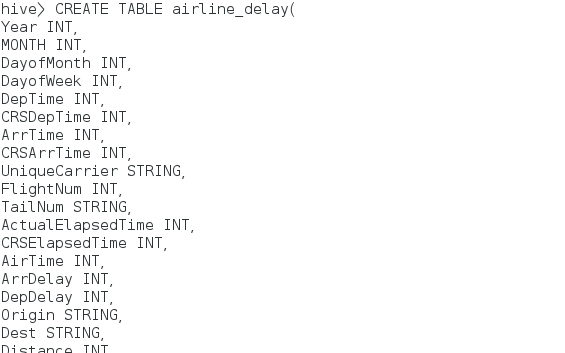 hive> CREATE TABLE airline_delay(
Year INT,
MONTH INT,
DayofMonth INT,
DayofWeek INT,
DepTime INT,
CRSDepTime INT,
ArrTime INT,
CRSArrTime INT,
UniqueCarrier STRING,
FlightNum INT,
TailNum STRING,
ActualElapsedTime INT,
CRSElapsedTime INT,
AirTime INT,
ArrDelay INT,
DepDelay INT,
Origin STRING,
Dest STRING,
Distance INT